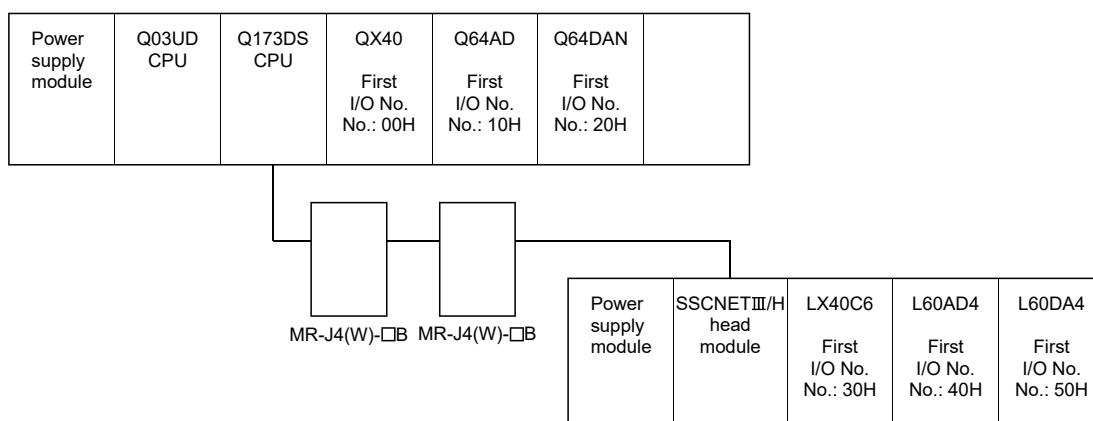 Power
supply
module
Q03UD
CPU
Q173DS
CPU
QX40
First
I/O No.
No.: 00H
Q64AD
First
I/O No.
No.: 10H
Q64DAN
First
I/O No.
No.: 20H
MR-J4(W)-□B
MR-J4(W)-□B
Power
supply
module
SSCNETⅢ/H
head
module
LX40C6
First
I/O No.
No.: 30H
L60AD4
First
I/O No.
No.: 40H
L60DA4
First
I/O No.
No.: 50H